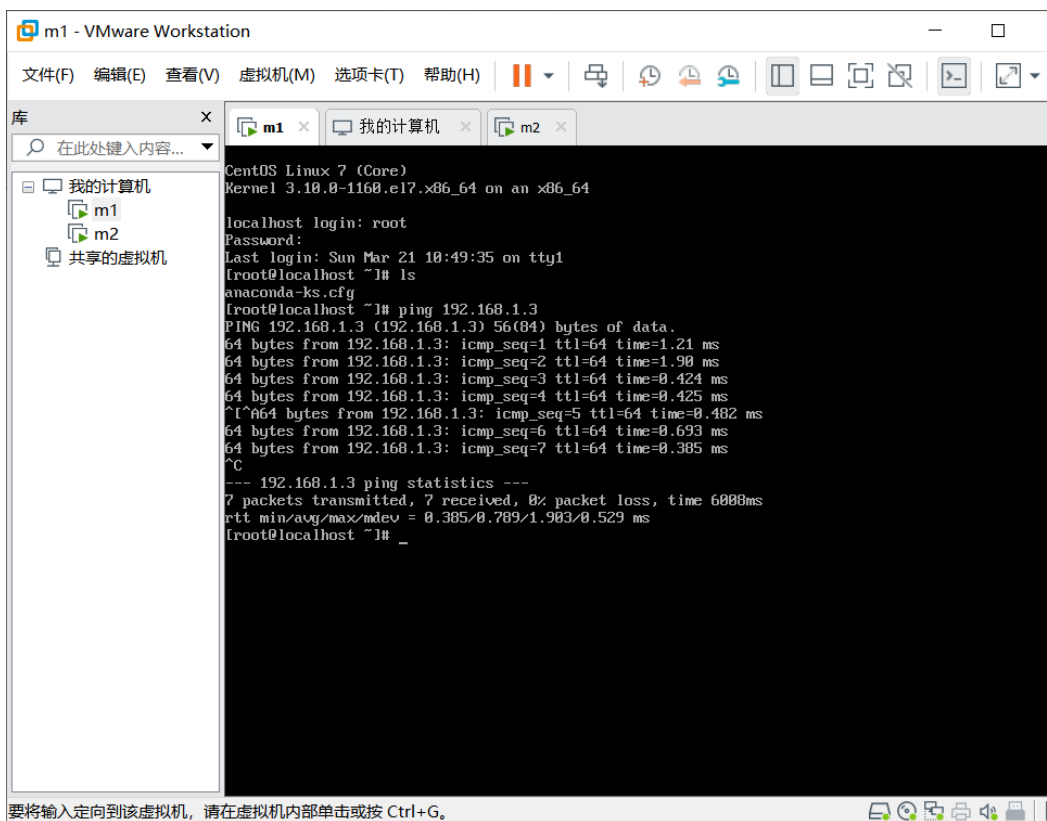 m1 - VMware Workstation
文件(F) 编辑(E) 查看(V) 虚拟机(M) 选项卡(T) 帮助(H)
库
在此处键入内容...
我的计算机
m1
m2
共享的虚拟机
m1 我的计算机 m2
CentOS Linux 7 (Core)
Kernel 3.10.0-1160.el7.x86_64 on an x86_64
localhost login: root
Password:
Last login: Sun Mar 21 10:49:35 on tty1
[root@localhost ~]# ls
anaconda-ks.cfg
[root@localhost ~]# ping 192.168.1.3
PING 192.168.1.3 (192.168.1.3) 56(84) bytes of data.
64 bytes from 192.168.1.3: icmp_seq=1 ttl=64 time=1.21 ms
64 bytes from 192.168.1.3: icmp_seq=2 ttl=64 time=1.90 ms
64 bytes from 192.168.1.3: icmp_seq=3 ttl=64 time=0.424 ms
64 bytes from 192.168.1.3: icmp_seq=4 ttl=64 time=0.425 ms
^[^A64 bytes from 192.168.1.3: icmp_seq=5 ttl=64 time=0.482 ms
64 bytes from 192.168.1.3: icmp_seq=6 ttl=64 time=0.693 ms
64 bytes from 192.168.1.3: icmp_seq=7 ttl=64 time=0.385 ms
^C
--- 192.168.1.3 ping statistics ---
7 packets transmitted, 7 received, 0% packet loss, time 6008ms
rtt min/avg/max/mdev = 0.385/0.789/1.903/0.529 ms
[root@localhost ~]# _
要将输入定向到该虚拟机，请在虚拟机内部单击或按 Ctrl+G。